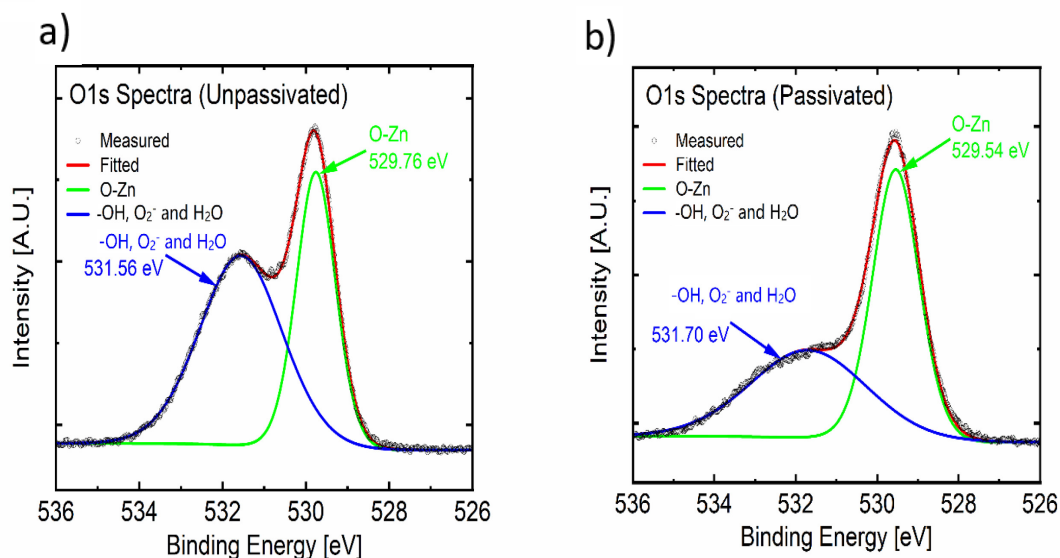 a)
O1s Spectra (Unpassivated)
Measured
Fitted
O-Zn
-OH, O₂⁻ and H₂O
O-Zn
529.76 eV
-OH, O₂⁻ and H₂O
531.56 eV
Intensity [A.U.]
536 534 532 530 528 526
Binding Energy [eV]
b)
O1s Spectra (Passivated)
Measured
Fitted
O-Zn
-OH, O₂⁻ and H₂O
O-Zn
529.54 eV
-OH, O₂⁻ and H₂O
531.70 eV
Intensity [A.U.]
536 534 532 530 528 526
Binding Energy [eV]